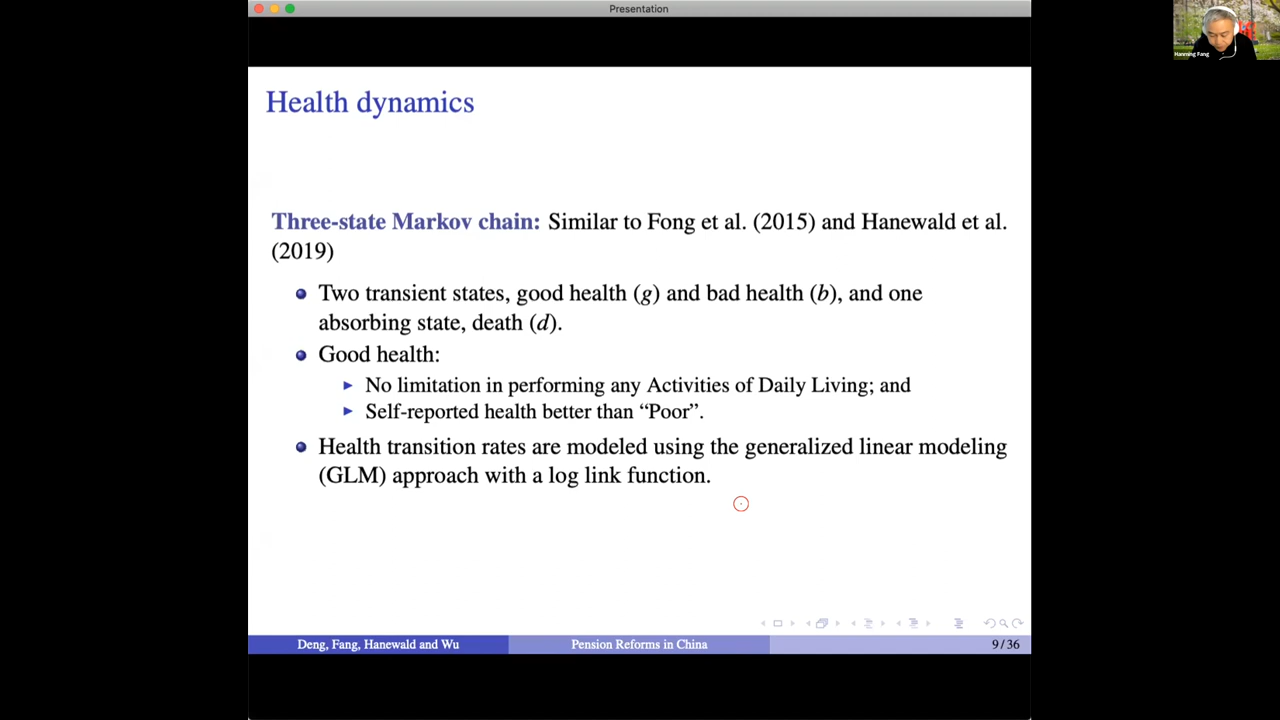 Presentation
Hanming Fang
Health dynamics
Three-state Markov chain: Similar to Fong et al. (2015) and Hanewald et al.
(2019)
Two transient states, good health (g) and bad health (b), and one
absorbing state, death (d).
Good health:
No limitation in performing any Activities of Daily Living; and
Self-reported health better than “Poor”.
Health transition rates are modeled using the generalized linear modeling
(GLM) approach with a log link function.
Deng, Fang, Hanewald and Wu
Pension Reforms in China
9/36